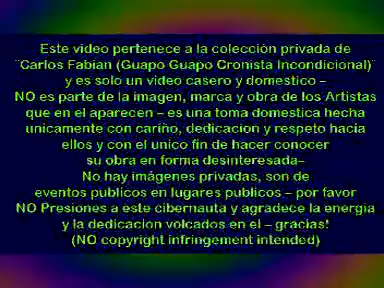 Este video pertenece a la colección privada de
¨Carlos Fabian (Guapo Guapo Cronista Incondicional)¨
y es solo un video casero y domestico –
NO es parte de la imagen, marca y obra de los Artistas
que en el aparecen – es una toma domestica hecha
unicamente con cariño, dedicacion y respeto hacia
ellos y con el unico fin de hacer conocer
su obra en forma desinteresada–
No hay imágenes privadas, son de
eventos publicos en lugares publicos – por favor
NO Presiones a este cibernauta y agradece la energia
y la dedicacion volcados en el – gracias!
(NO copyright infringement intended)